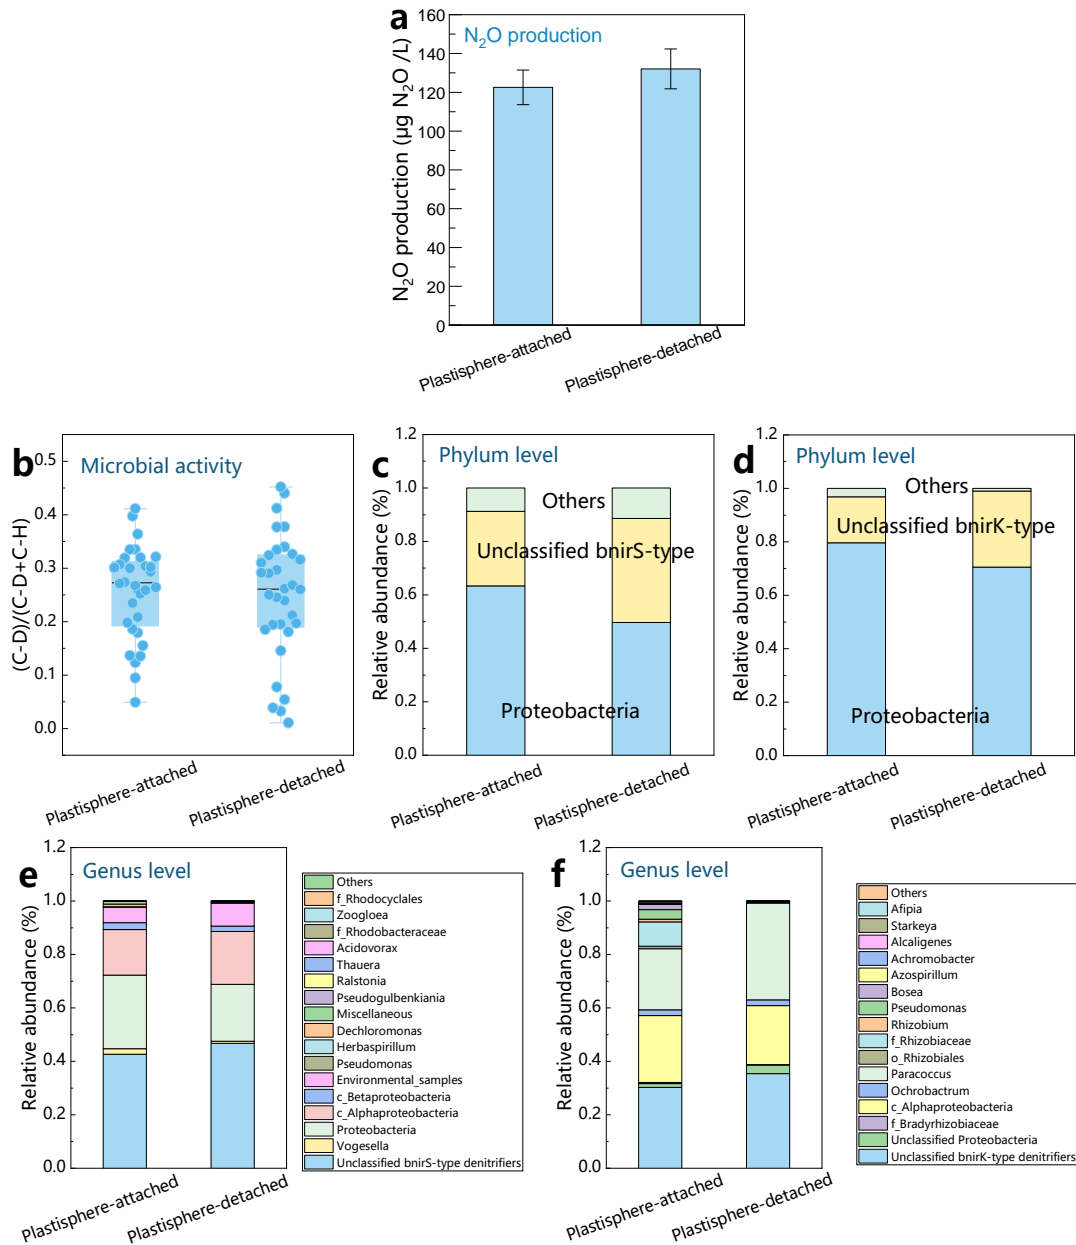 a
N₂O production
N₂O production (µg N₂O /L)
160
140
120
100
80
60
40
20
0
Plastisphere-attached
Plastisphere-detached
b
Microbial activity
(C-D)/(C-D+C-H)
0.5
0.4
0.3
0.2
0.1
0.0
Plastisphere-attached
Plastisphere-detached
c
Phylum level
Relative abundance (%)
1.2
1.0
0.8
0.6
0.4
0.2
0.0
Others
Unclassified bnirS-type
Proteobacteria
Plastisphere-attached
Plastisphere-detached
d
Phylum level
Relative abundance (%)
1.2
1.0
0.8
0.6
0.4
0.2
0.0
Others
Unclassified bnirK-type
Proteobacteria
Plastisphere-attached
Plastisphere-detached
e
Genus level
Relative abundance (%)
1.2
1.0
0.8
0.6
0.4
0.2
0.0
Plastisphere-attached
Plastisphere-detached
Others
f_Rhodocyclales
Zoogloea
f_Rhodobacteraceae
Acidovorax
Thauera
Ralstonia
Pseudogulbenkiania
Miscellaneous
Dechloromonas
Herbaspirillum
Pseudomonas
Environmental_samples
c_Betaproteobacteria
c_Alphaproteobacteria
Proteobacteria
Vogesella
Unclassified bnirS-type denitrifiers
f
Genus level
Relative abundance (%)
1.2
1.0
0.8
0.6
0.4
0.2
0.0
Plastisphere-attached
Plastisphere-detached
Others
Afipia
Starkeya
Alcaligenes
Achromobacter
Azospirillum
Bosea
Pseudomonas
Rhizobium
f_Rhizobiaceae
o_Rhizobiales
Paracoccus
Ochrobactrum
c_Alphaproteobacteria
f_Bradyrhizobiaceae
Unclassified Proteobacteria
Unclassified bnirK-type denitrifiers